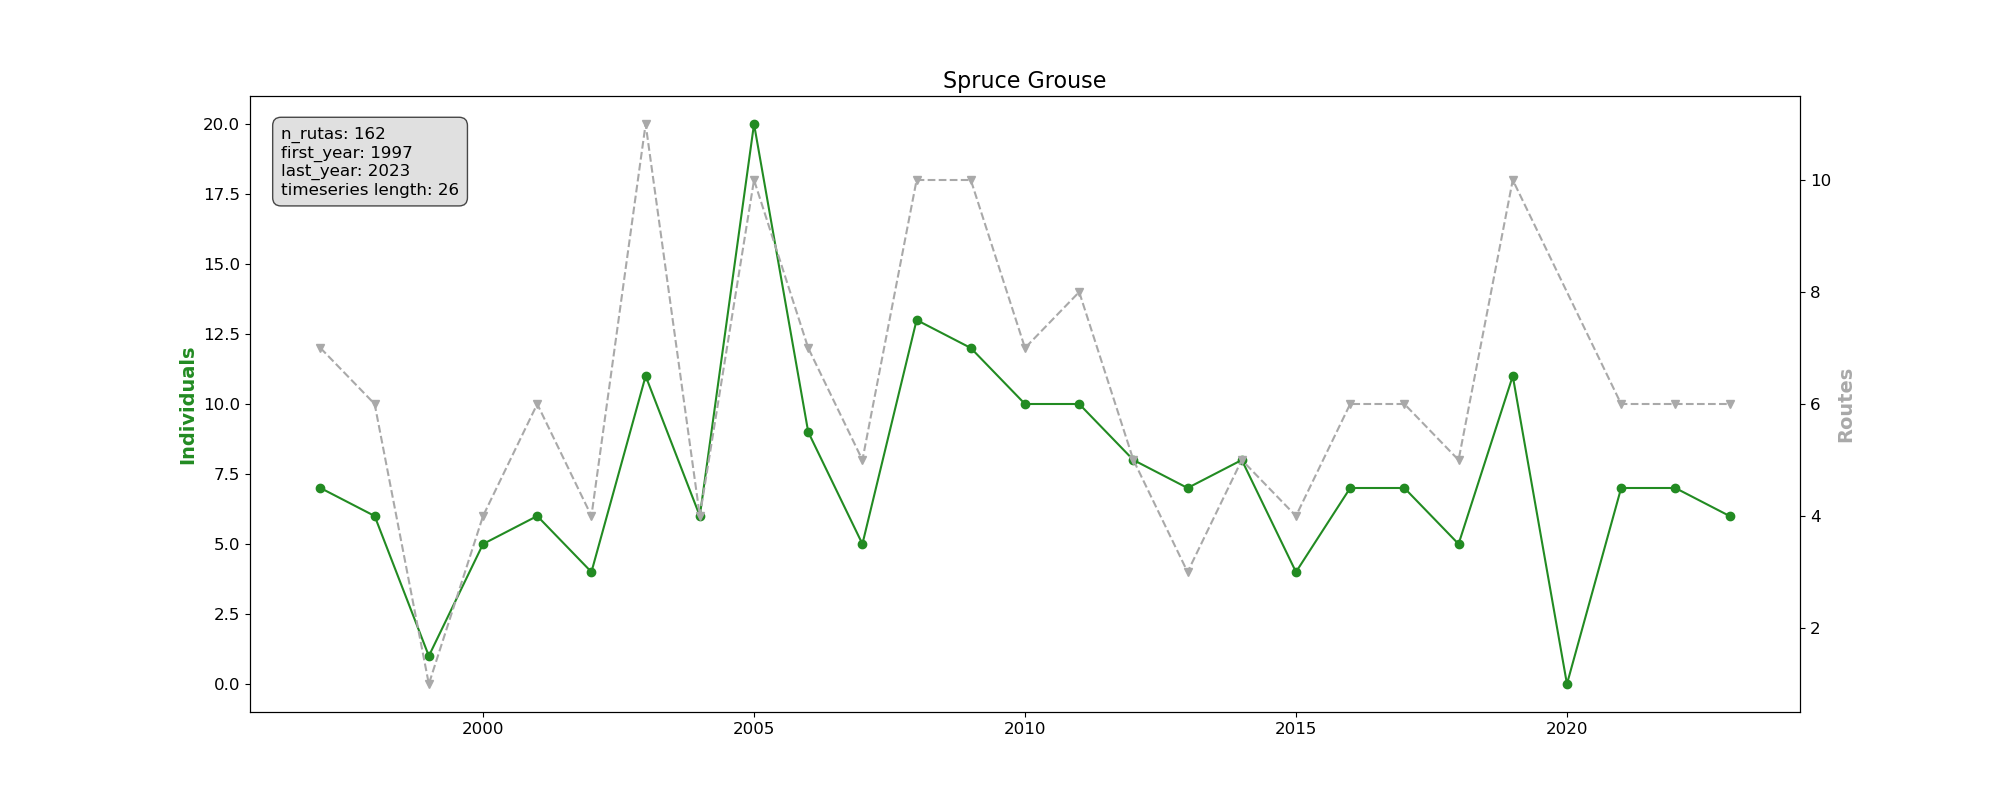 Spruce Grouse
n_rutas: 162
first_year: 1997
last_year: 2023
timeseries length: 26
Individuals
20.0
17.5
15.0
12.5
10.0
7.5
5.0
2.5
0.0
10
8
6
4
2
Routes
2000 2005 2010 2015 2020